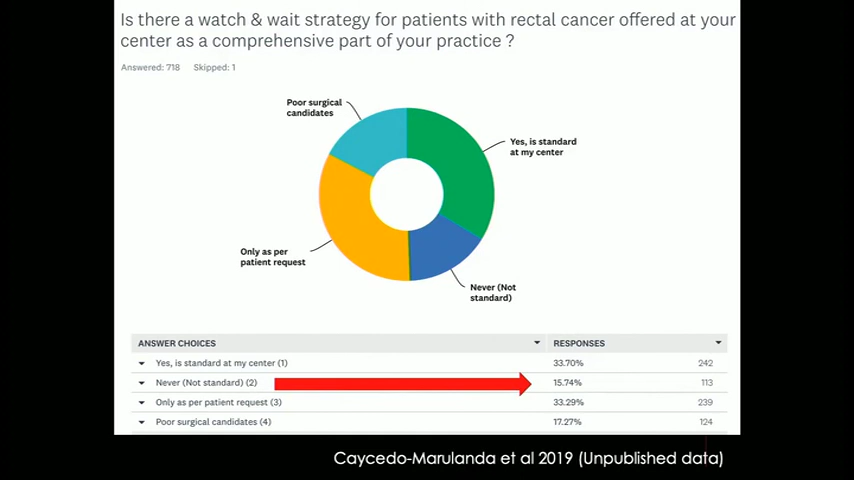 Is there a watch & wait strategy for patients with rectal cancer offered at your
center as a comprehensive part of your practice ?
Answered: 718 Skipped: 1
Poor surgical
candidates
Yes, is standard
at my center
Only as per
patient request
Never (Not
standard)
ANSWER CHOICES RESPONSES
Yes, is standard at my center (1) 33.70% 242
Never (Not standard) (2) 15.74% 113
Only as per patient request (3) 33.29% 239
Poor surgical candidates (4) 17.27% 124
Caycedo-Marulanda et al 2019 (Unpublished data)